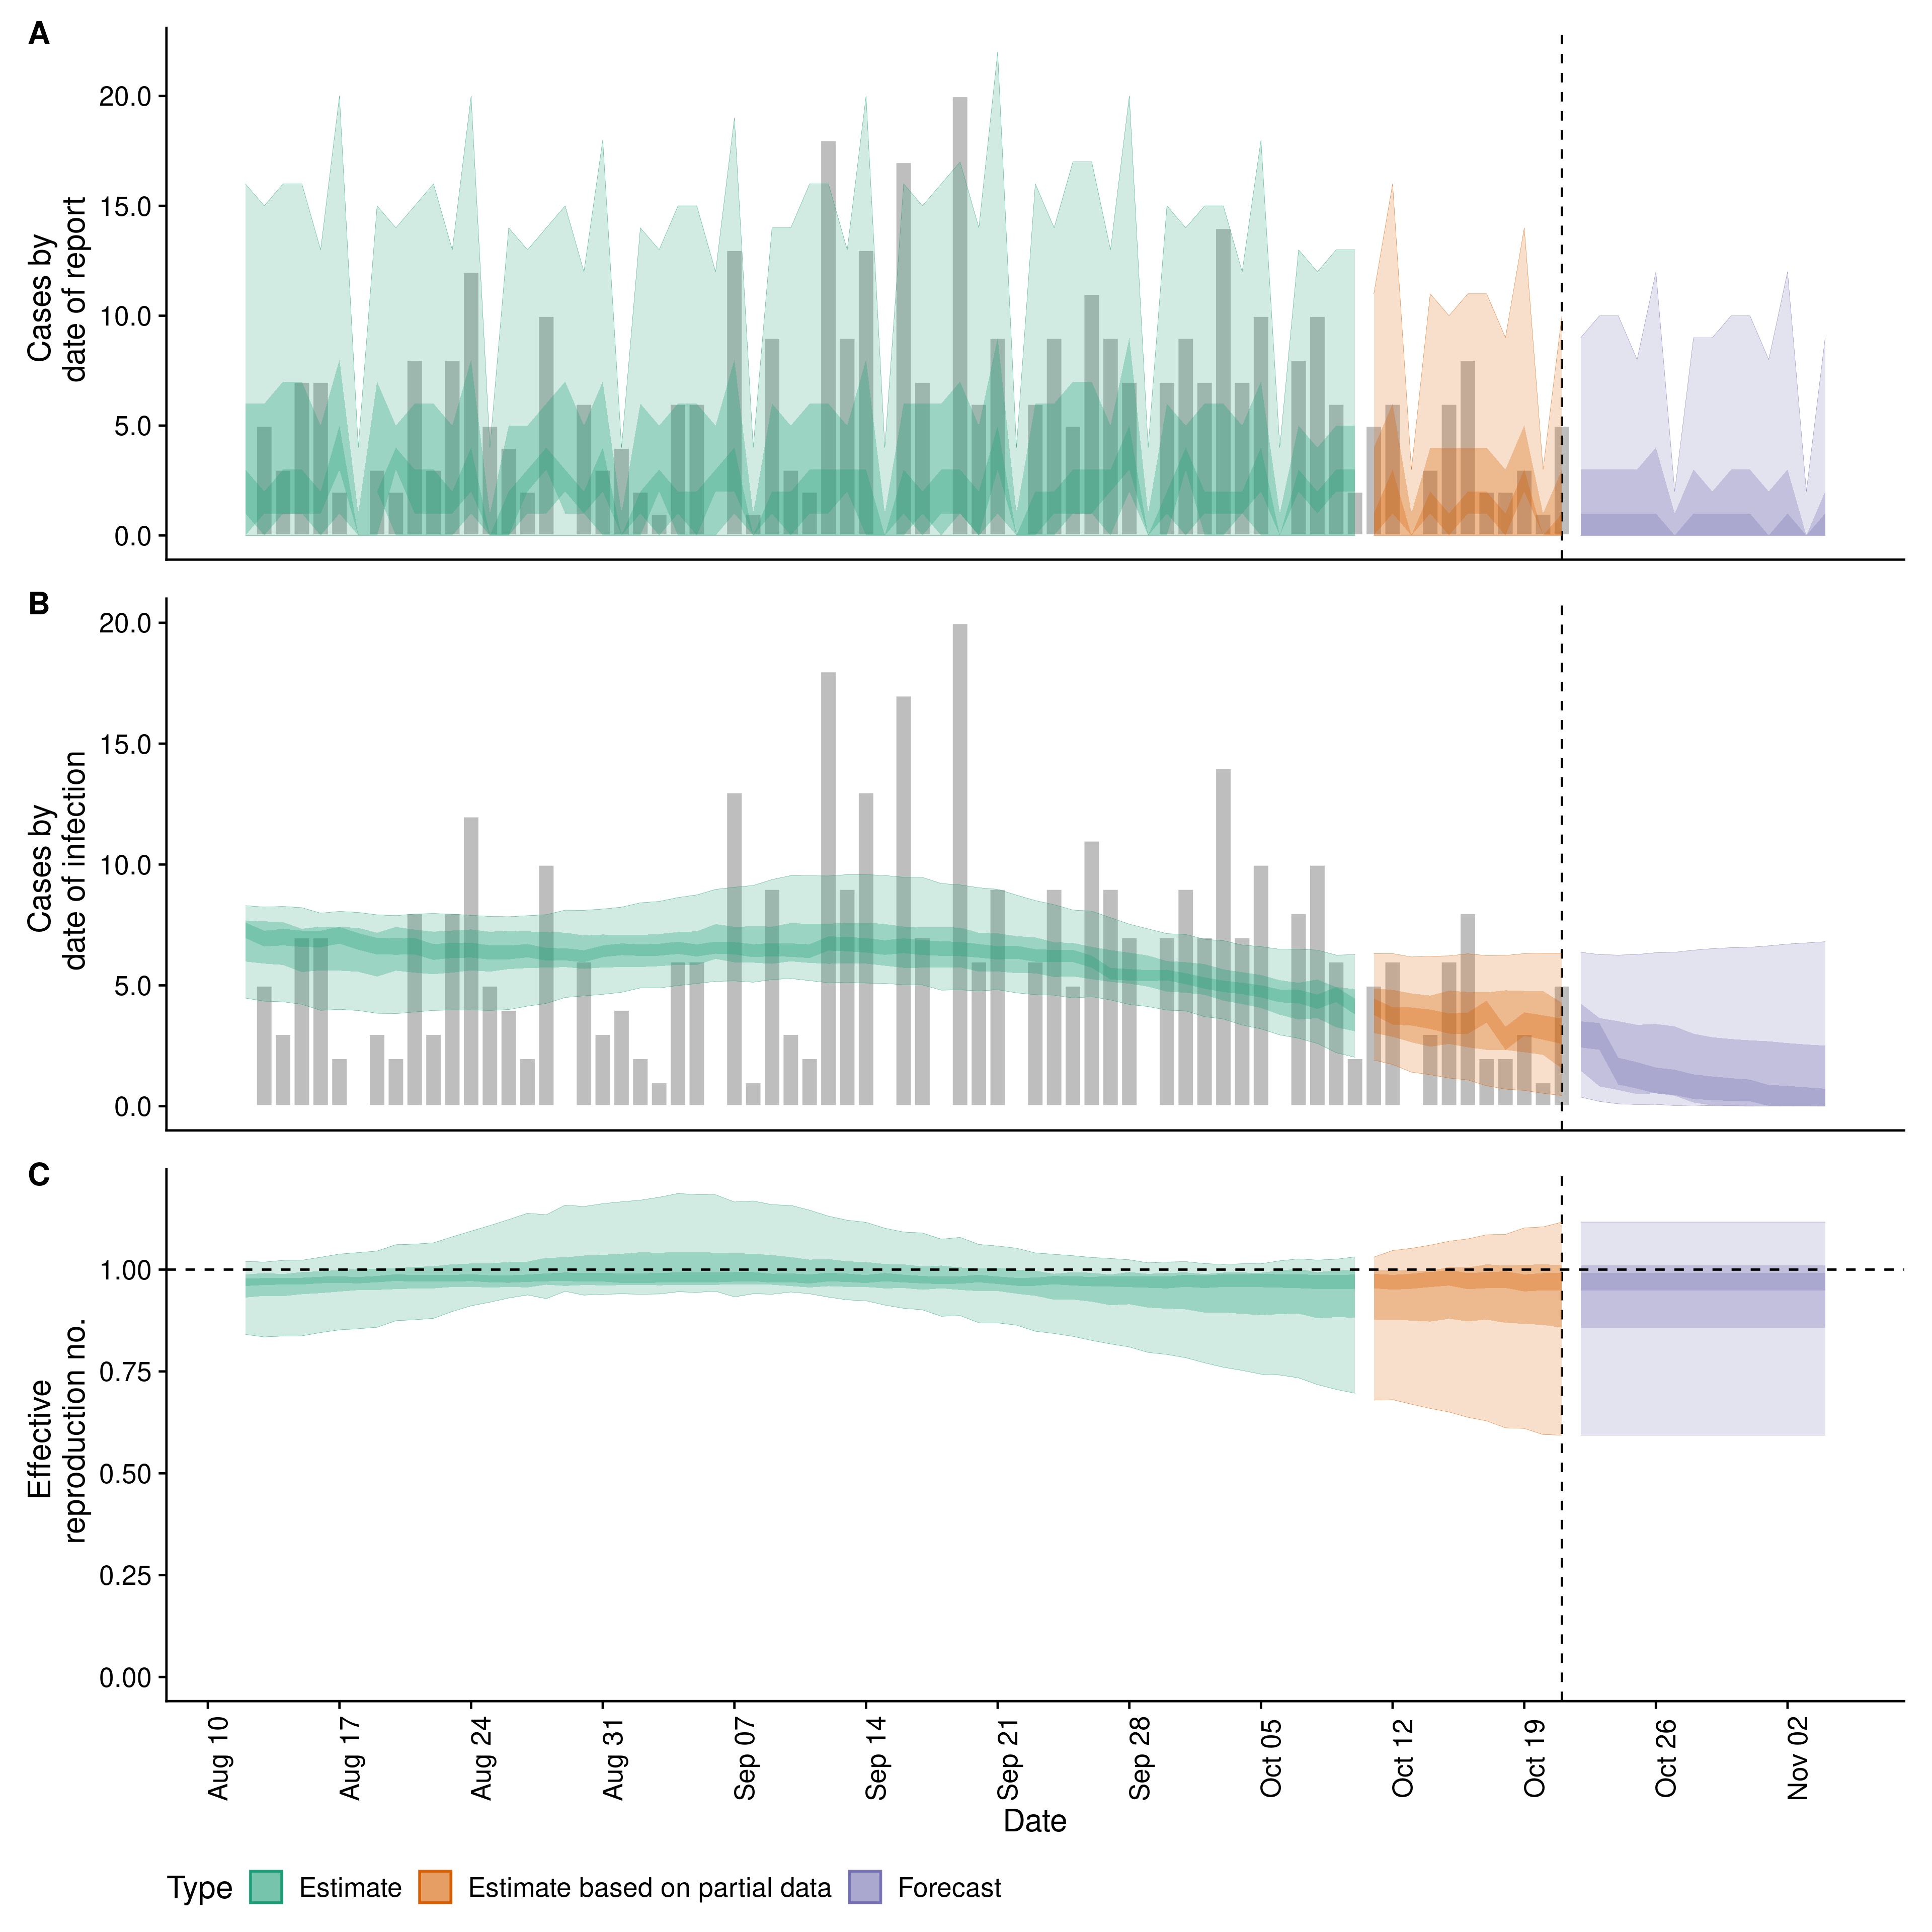 A
Cases by
date of report
20.0
15.0
10.0
5.0
0.0
B
Cases by
date of infection
20.0
15.0
10.0
5.0
0.0
C
Effective
reproduction no.
1.00
0.75
0.50
0.25
0.00
Aug 10
Aug 17
Aug 24
Aug 31
Sep 07
Sep 14
Sep 21
Sep 28
Oct 05
Oct 12
Oct 19
Oct 26
Nov 02
Date
Type Estimate Estimate based on partial data Forecast